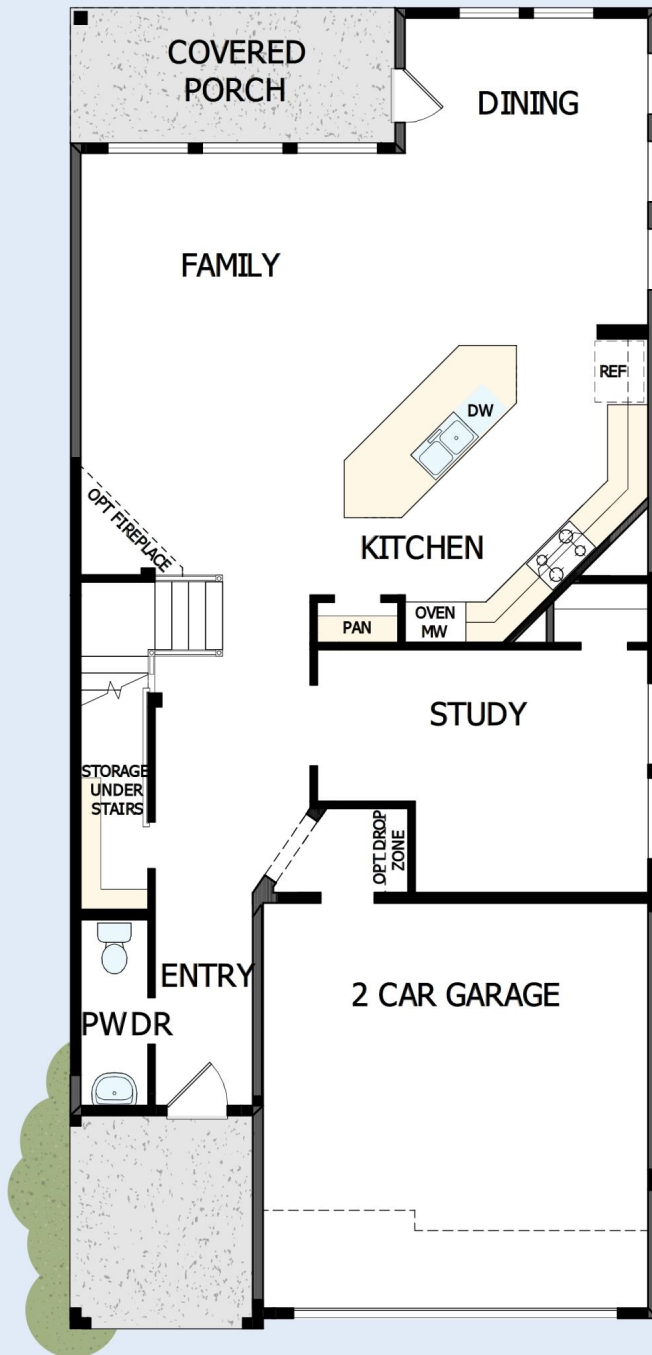 COVERED
PORCH
DINING
FAMILY
REF
DW
OPT FIREPLACE
KITCHEN
OVEN
MW
PAN
STUDY
STORAGE
UNDER
STAIRS
OPT DROP
ZONE
ENTRY
2 CAR GARAGE
PWDR